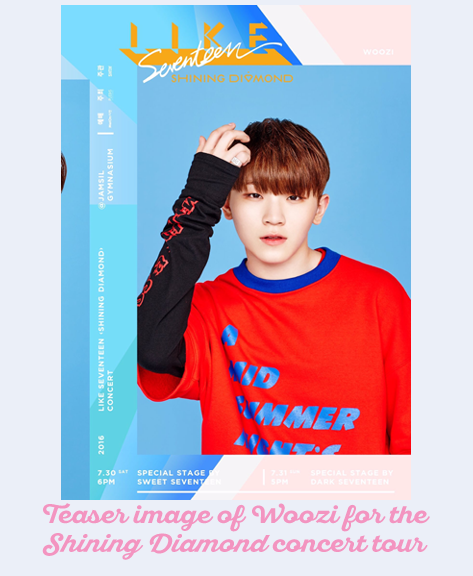 LIKE
Seventeen
SHINING DIAMOND
WOOZI
@JAMSIL
GYMNASIUM
LIKE SEVENTEEN -SHINING DIAMOND-
CONCERT
2016
A
MID
SUMMER
7.30 SAT
6PM
SPECIAL STAGE BY
SWEET SEVENTEEN
7.31 SUN
5PM
SPECIAL STAGE BY
DARK SEVENTEEN
Teaser image of Woozi for the
Shining Diamond concert tour